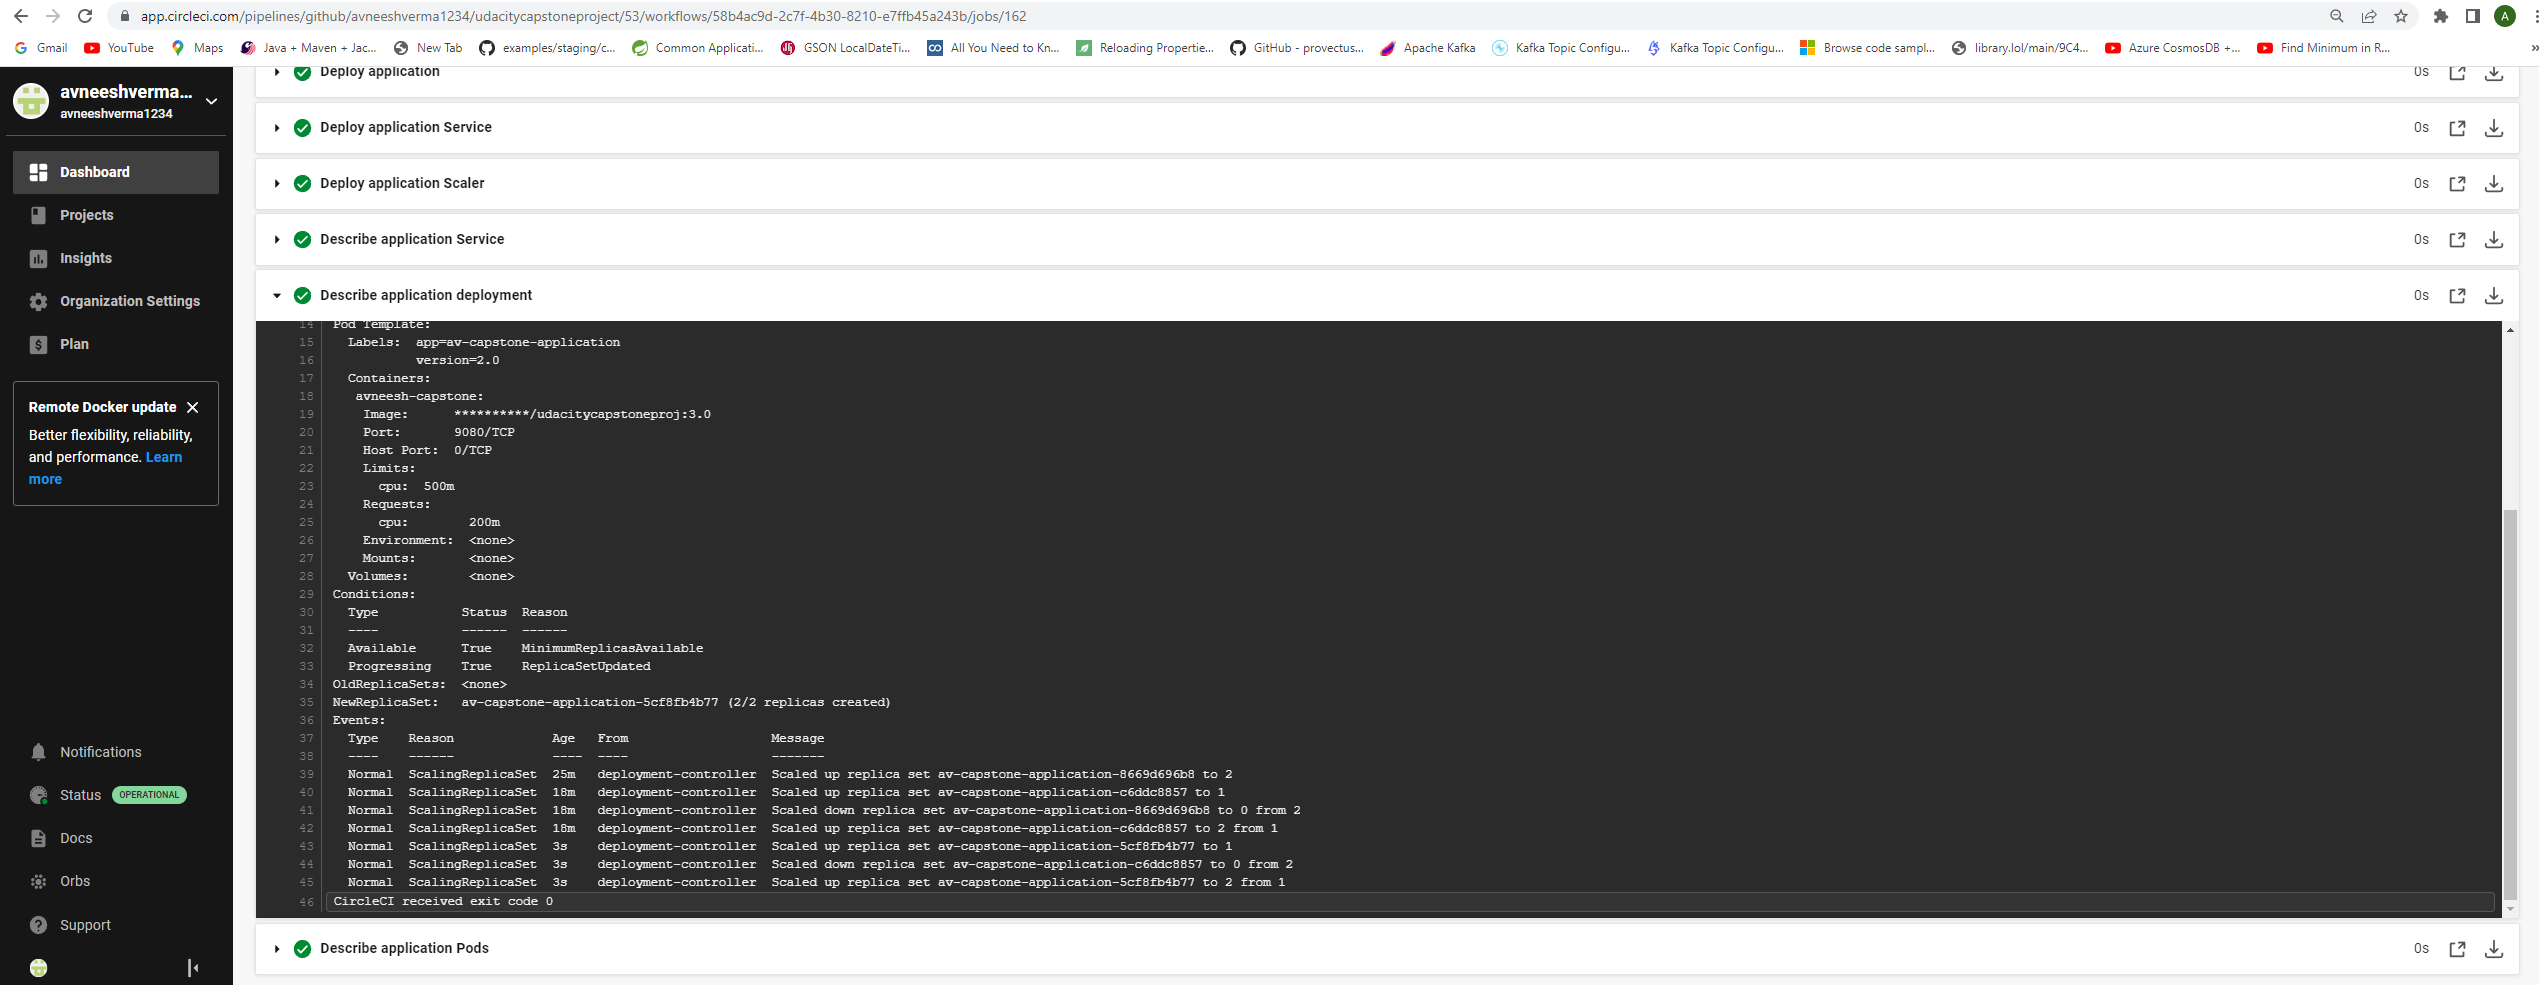 app.circleci.com/pipelines/github/avneeshverma1234/udacitycapstoneproject/53/workflows/58b4ac9d-2c7f-4b30-8210-e7ffb45a243b/jobs/162
A
Gmail YouTube Maps Java + Maven + Jac... New Tab examples/staging/c... Common Applicati... GSON LocalDateTi... All You Need to Kn... Reloading Propertie... GitHub - provectus... Apache Kafka Kafka Topic Configu... Kafka Topic Configu... Browse code sampl... library.lol/main/9C4... Azure CosmosDB +... Find Minimum in R... »
avneeshverma...
avneeshverma1234
Dashboard
Projects
Insights
Organization Settings
Plan
Remote Docker update
Better flexibility, reliability,
and performance. Learn
more
Notifications
Status OPERATIONAL
Docs
Orbs
Support
Deploy application 0s
Deploy application Service 0s
Deploy application Scaler 0s
Describe application Service 0s
Describe application deployment 0s
14 Pod Template:
15 Labels: app=av-capstone-application
16 version=2.0
17 Containers:
18 avneesh-capstone:
19 Image: **********/udacitycapstoneproj:3.0
20 Port: 9080/TCP
21 Host Port: 0/TCP
22 Limits:
23 cpu: 500m
24 Requests:
25 cpu: 200m
26 Environment: <none>
27 Mounts: <none>
28 Volumes: <none>
29 Conditions:
30 Type Status Reason
31 ---- ------ ------
32 Available True MinimumReplicasAvailable
33 Progressing True ReplicaSetUpdated
34 OldReplicaSets: <none>
35 NewReplicaSet: av-capstone-application-5cf8fb4b77 (2/2 replicas created)
36 Events:
37 Type Reason Age From Message
38 ---- ------ ---- ---- -------
39 Normal ScalingReplicaSet 25m deployment-controller Scaled up replica set av-capstone-application-8669d696b8 to 2
40 Normal ScalingReplicaSet 18m deployment-controller Scaled up replica set av-capstone-application-c6ddc8857 to 1
41 Normal ScalingReplicaSet 18m deployment-controller Scaled down replica set av-capstone-application-8669d696b8 to 0 from 2
42 Normal ScalingReplicaSet 18m deployment-controller Scaled up replica set av-capstone-application-c6ddc8857 to 2 from 1
43 Normal ScalingReplicaSet 3s deployment-controller Scaled up replica set av-capstone-application-5cf8fb4b77 to 1
44 Normal ScalingReplicaSet 3s deployment-controller Scaled down replica set av-capstone-application-c6ddc8857 to 0 from 2
45 Normal ScalingReplicaSet 3s deployment-controller Scaled up replica set av-capstone-application-5cf8fb4b77 to 2 from 1
46 CircleCI received exit code 0
Describe application Pods 0s